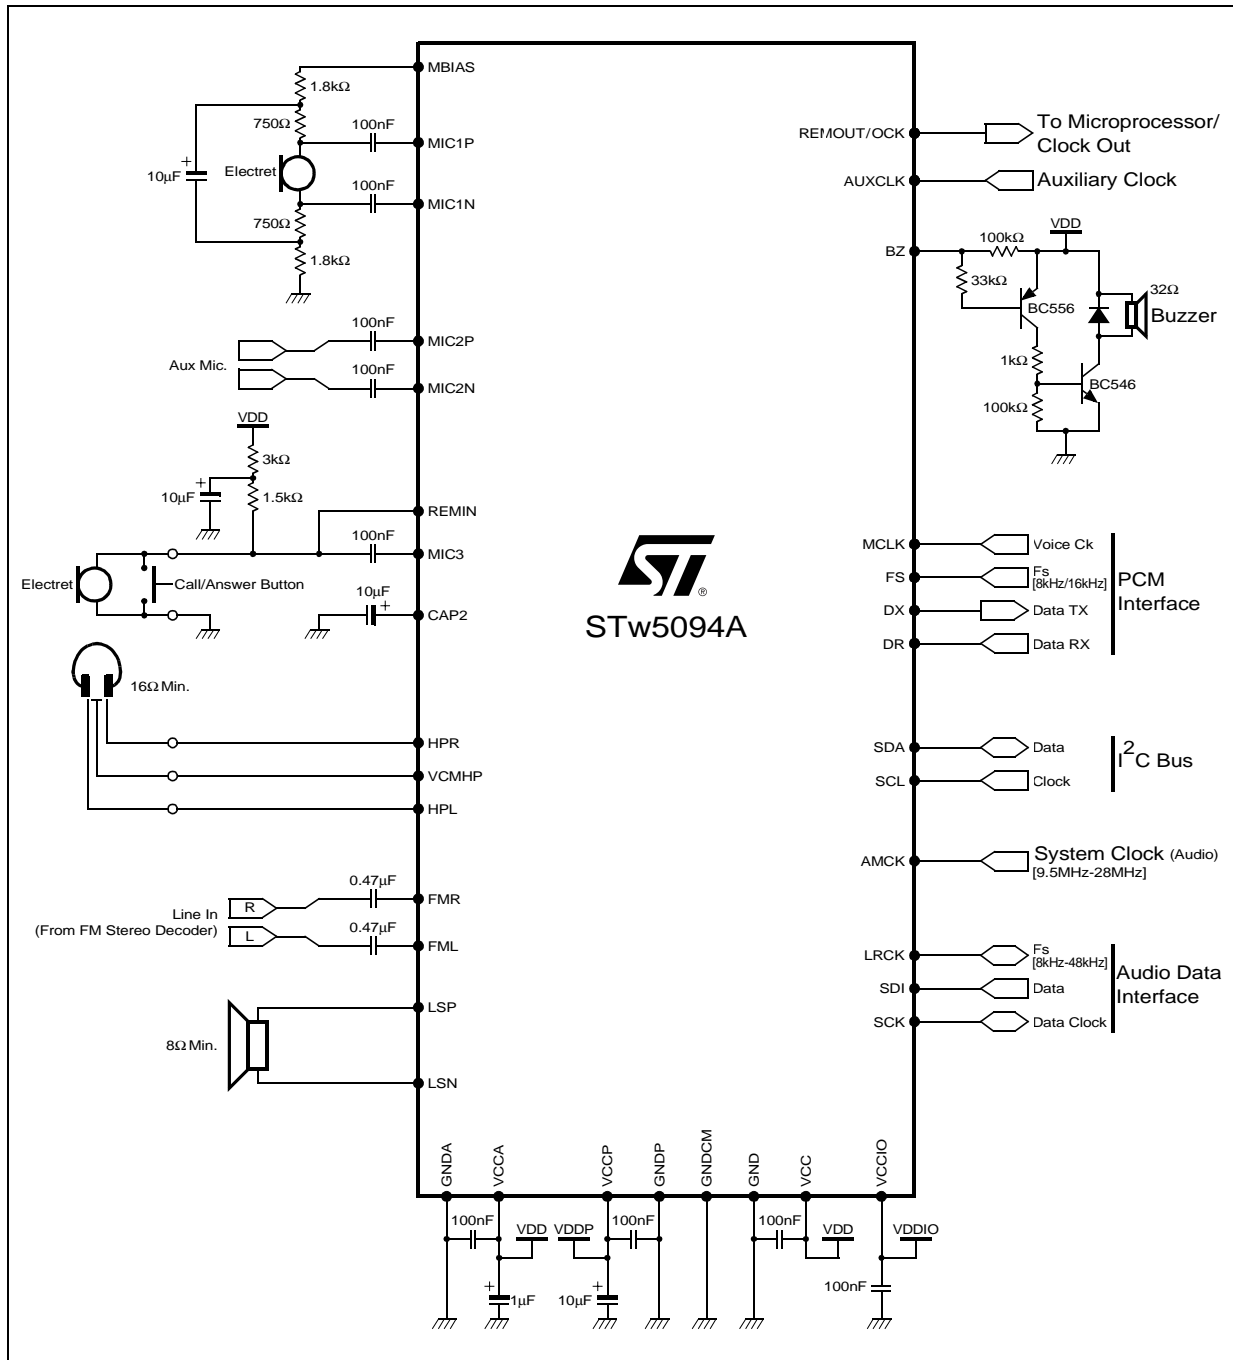 MBIAS
1.8kΩ
750Ω
100nF
MIC1P
Electret
10µF
+
100nF
MIC1N
750Ω
1.8kΩ
100nF
MIC2P
Aux Mic.
100nF
MIC2N
VDD
3kΩ
+
10µF
1.5kΩ
REMIN
100nF
MIC3
Electret
Call/Answer Button
10µF
+
CAP2
16Ω Min.
HPR
VCMHP
HPL
0.47µF
R
FMR
Line In
(From FM Stereo Decoder)
0.47µF
L
FML
LSP
8Ω Min.
LSN
ST®
STw5094A
REMOUT/OCK
To Microprocessor/
Clock Out
AUXCLK
Auxiliary Clock
VDD
BZ
100kΩ
33kΩ
BC556
32Ω
Buzzer
1kΩ
BC546
100kΩ
MCLK
Voice Ck
FS
Fs
[8kHz/16kHz]
DX
Data TX
DR
Data RX
PCM
Interface
SDA
Data
SCL
Clock
I2C Bus
AMCK
System Clock (Audio)
[9.5MHz-28MHz]
LRCK
Fs
[8kHz-48kHz]
SDI
Data
SCK
Data Clock
Audio Data
Interface
GNDA
VCCA
VCCP
GNDP
GNDCM
GND
VCC
VCCIO
100nF
VDD
VDDP
100nF
100nF
VDD
VDDIO
+
1µF
+
10µF
100nF